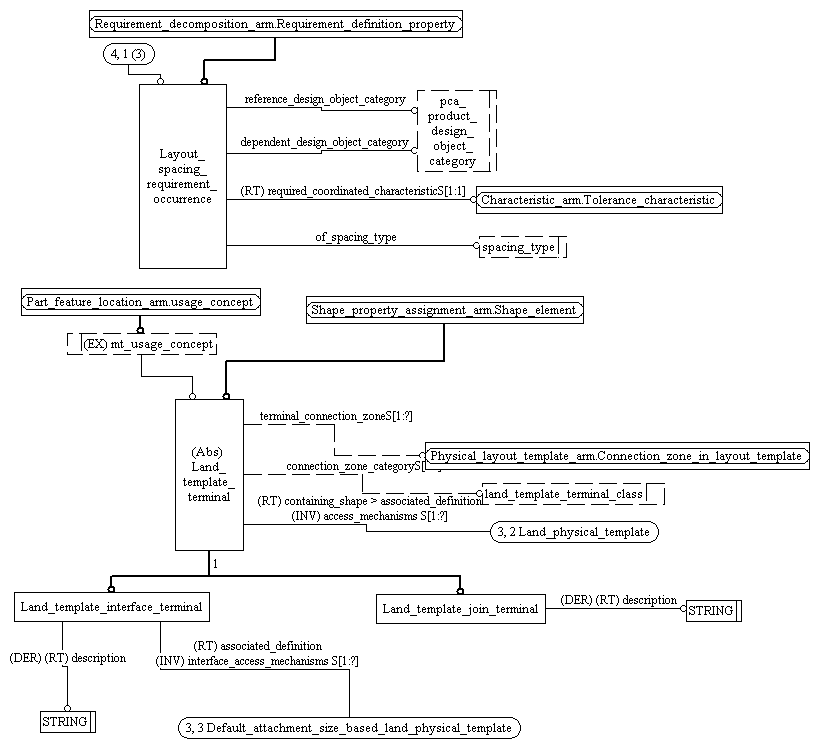 Requirement_decomposition_arm.Requirement_definition_property
4, 1 (3)
reference_design_object_category
pca_
product_
design_
object_
category
dependent_design_object_category
Layout_
spacing_
requirement_
occurrence
(RT) required_coordinated_characteristicS[1:1]
Characteristic_arm.Tolerance_characteristic
of_spacing_type
spacing_type
Part_feature_location_arm.usage_concept
Shape_property_assignment_arm.Shape_element
(EX) mt_usage_concept
terminal_connection_zoneS[1:?]
(Abs)
Land_
template_
terminal
Physical_layout_template_arm.Connection_zone_in_layout_template
connection_zone_categoryS[
land_template_terminal_class
(RT) containing_shape > associated_definition
(INV) access_mechanisms S[1:?]
3, 2 Land_physical_template
1
Land_template_interface_terminal
Land_template_join_terminal
(DER) (RT) description
STRING
(RT) associated_definition
(INV) interface_access_mechanisms S[1:?]
(DER) (RT) description
STRING
3, 3 Default_attachment_size_based_land_physical_template